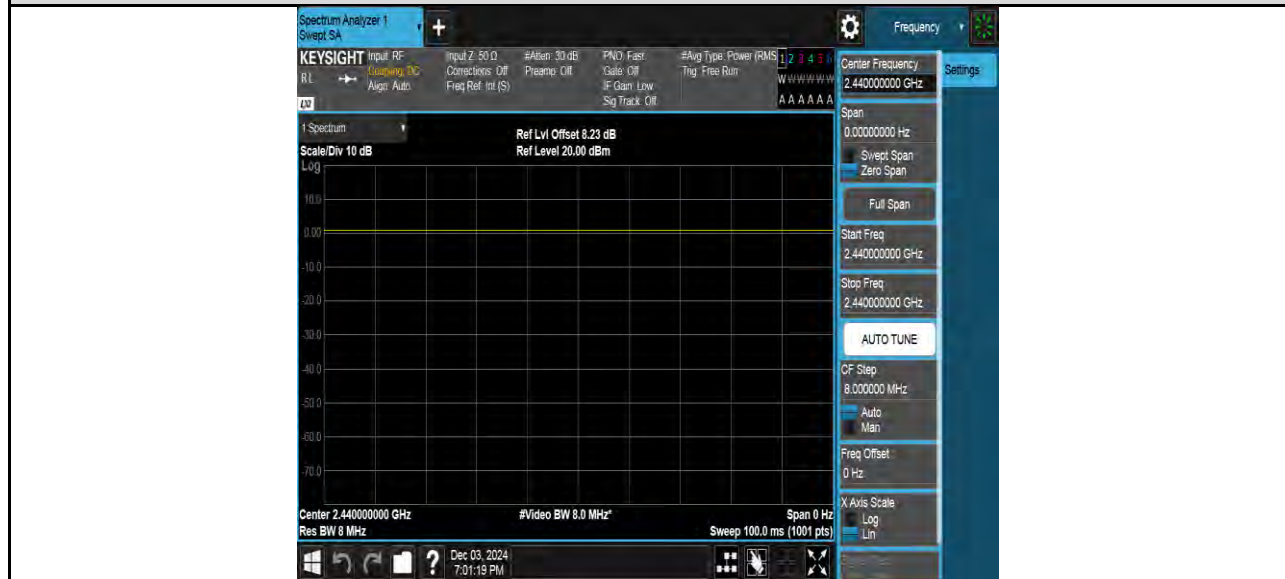 Spectrum Analyzer 1
Swept SA
+
Frequency
KEYSIGHT
RL
LXI
Input: RF
Coupling: DC
Align: Auto
Input Z: 50 Ω
Corrections: Off
Freq Ref: Int (S)
#Atten: 30 dB
Preamp: Off
PNO: Fast
Gate: Off
IF Gain: Low
Sig Track: Off
#Avg Type: Power (RMS
Trig: Free Run
1 2 3 4 5 6
W W W W W W
A A A A A A
1 Spectrum
Scale/Div 10 dB
Ref Lvl Offset 8.23 dB
Ref Level 20.00 dBm
Log
10.0
0.00
-10.0
-20.0
-30.0
-40.0
-50.0
-60.0
-70.0
Center 2.440000000 GHz
Res BW 8 MHz
#Video BW 8.0 MHz*
Span 0 Hz
Sweep 100.0 ms (1001 pts)
Center Frequency
2.440000000 GHz
Settings
Span
0.00000000 Hz
Swept Span
Zero Span
Full Span
Start Freq
2.440000000 GHz
Stop Freq
2.440000000 GHz
AUTO TUNE
CF Step
8.000000 MHz
Auto
Man
Freq Offset
0 Hz
X Axis Scale
Log
Lin
?
Dec 03, 2024
7:01:19 PM